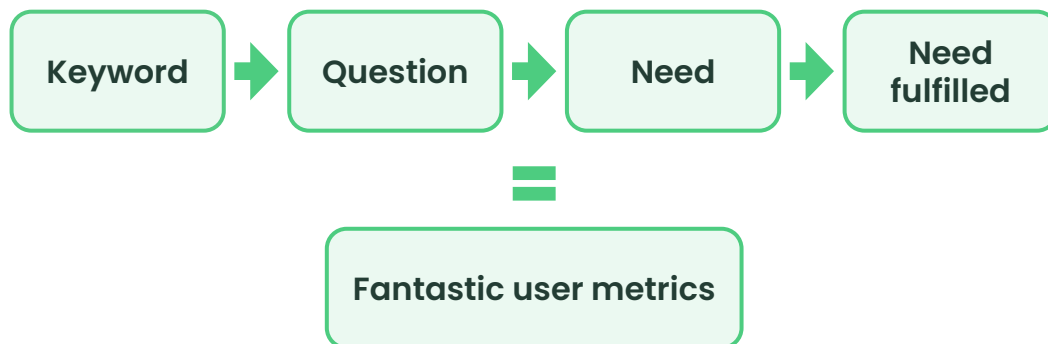 Keyword
Question
Need
Need
fulfilled
=
Fantastic user metrics